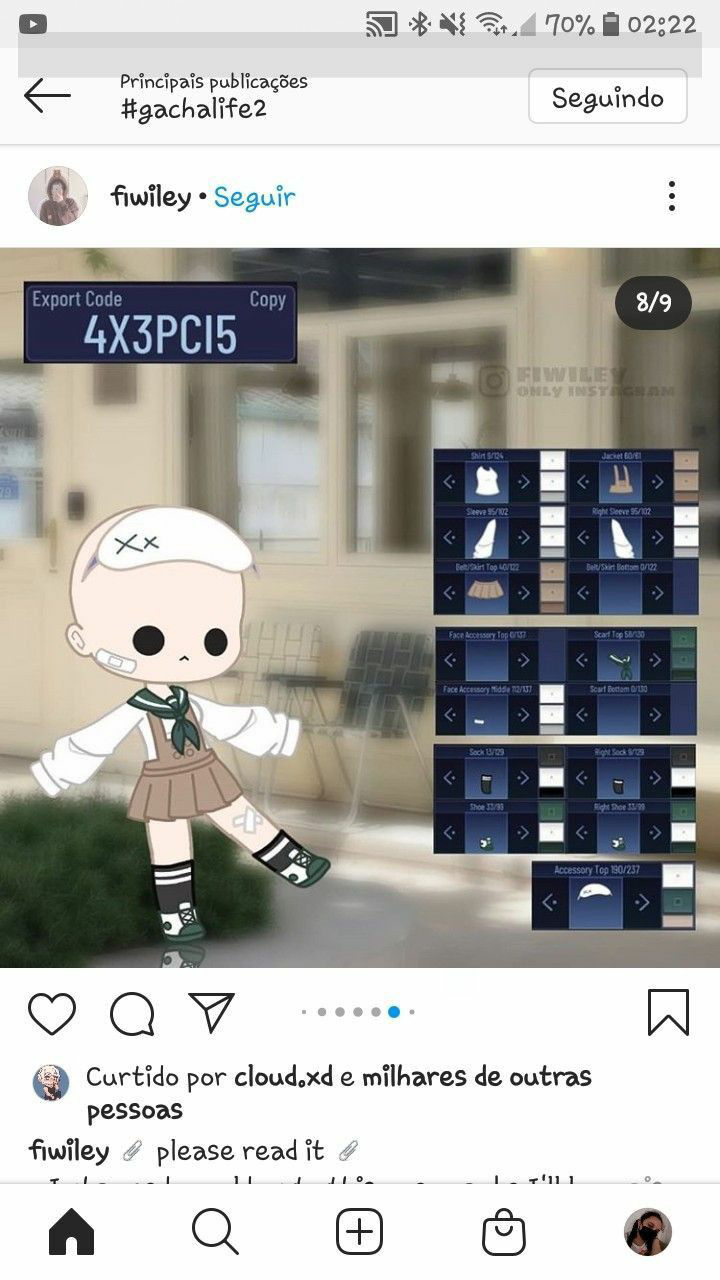 70% 02:22
Principais publicações
#gachalife2
Seguindo
fiwiley • Seguir
Export Code Copy
4X3PCI5
8/9
FIWILEY
ONLY INSTAGRAM
Shirt 9/124 Jacket 60/61
Sleeve 95/102 Right Sleeve 95/102
Belt/Skirt Top 40/122 Belt/Skirt Bottom 0/122
Face Accessory Top 0/137 Scarf Top 58/130
Face Accessory Middle 112/137 Scarf Bottom 0/130
Sock 13/129 Right Sock 9/129
Shoe 33/99 Right Shoe 33/99
Accessory Top 190/237
Curtido por cloud.xd e milhares de outras
pessoas
fiwiley please read it